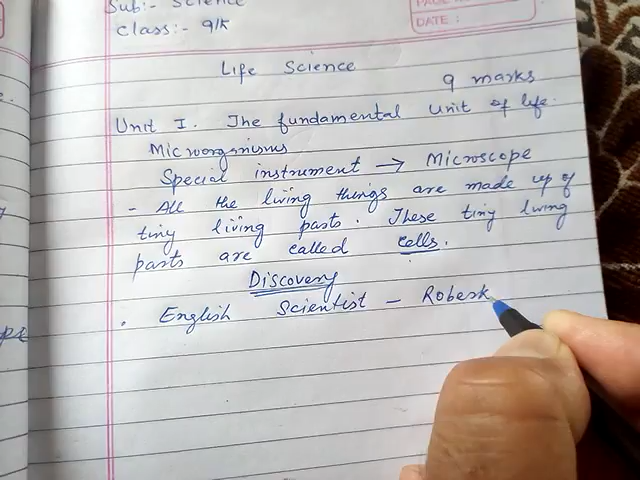 Sub:- Science
Class:- 9th
DATE :
Life Science
9 marks
Unit I. The fundamental unit of life.
Microorganisms
Special instrument → Microscope
- All the living things are made up of
tiny living parts. These tiny living
parts are called cells.
Discovery
. English Scientist - Robert